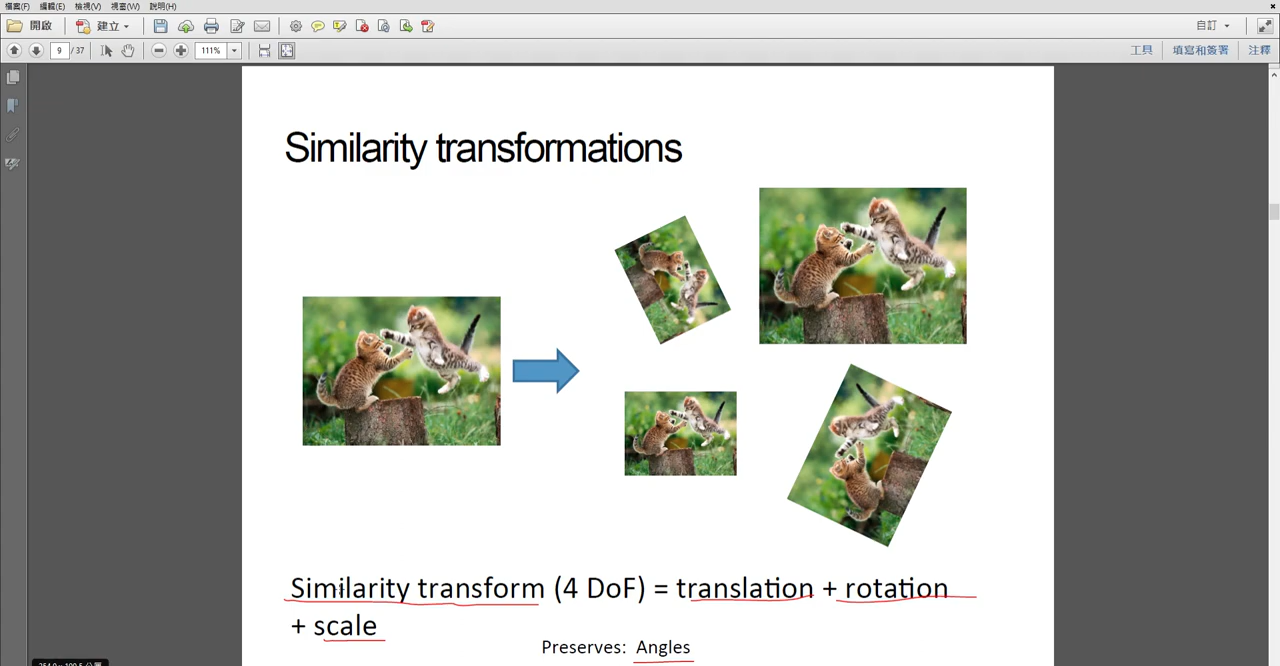 檔案(F) 編輯(E) 檢視(V) 視窗(W) 說明(H)
開啟 建立 自訂
9 / 37 111% 工具 填寫和簽署 注釋
Similarity transformations
Similarity transform (4 DoF) = translation + rotation
+ scale
Preserves: Angles